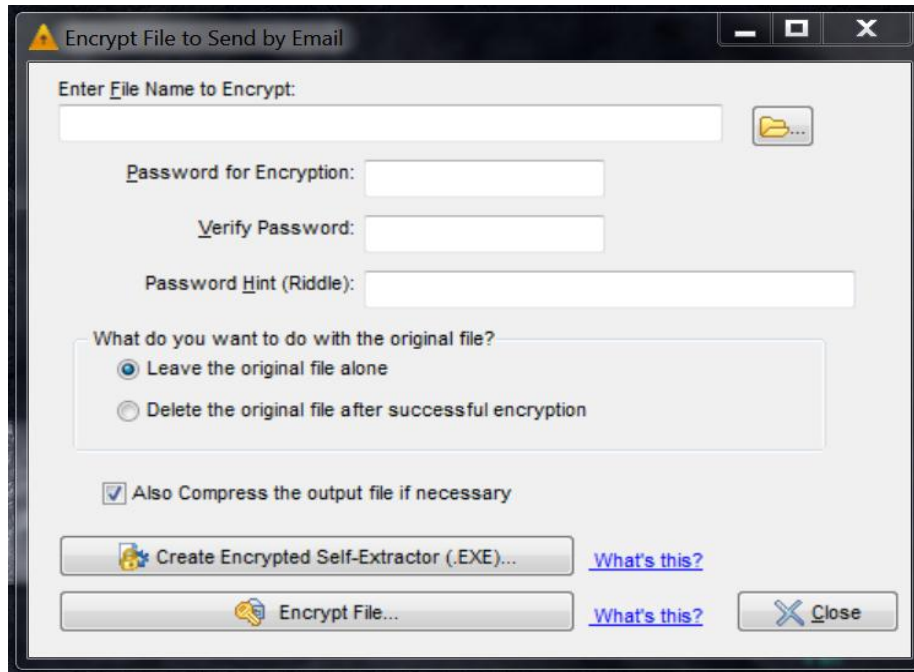 Encrypt File to Send by Email
Enter File Name to Encrypt:
...
Password for Encryption:
Verify Password:
Password Hint (Riddle):
What do you want to do with the original file?
Leave the original file alone
Delete the original file after successful encryption
Also Compress the output file if necessary
Create Encrypted Self-Extractor (.EXE)... What's this?
Encrypt File... What's this? Close